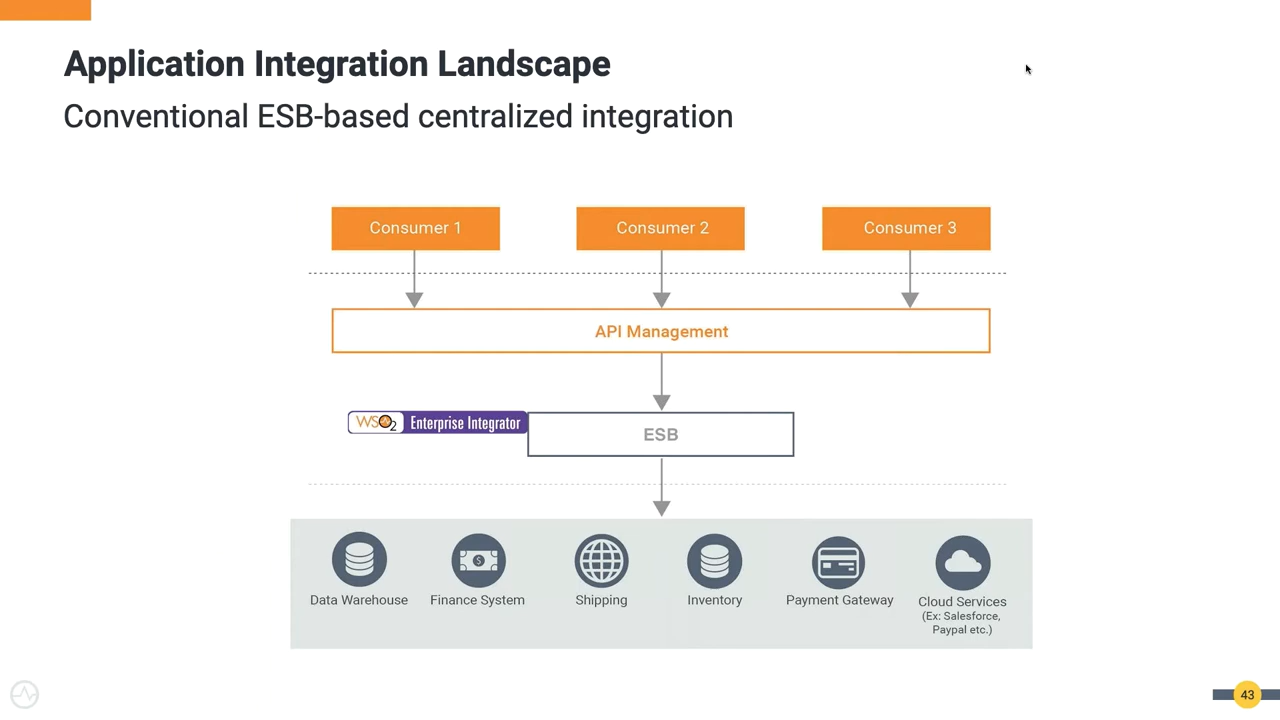 Application Integration Landscape
Conventional ESB-based centralized integration
Consumer 1
Consumer 2
Consumer 3
API Management
WSO2 Enterprise Integrator
ESB
Data Warehouse
Finance System
Shipping
Inventory
Payment Gateway
Cloud Services
(Ex: Salesforce,
Paypal etc.)
43